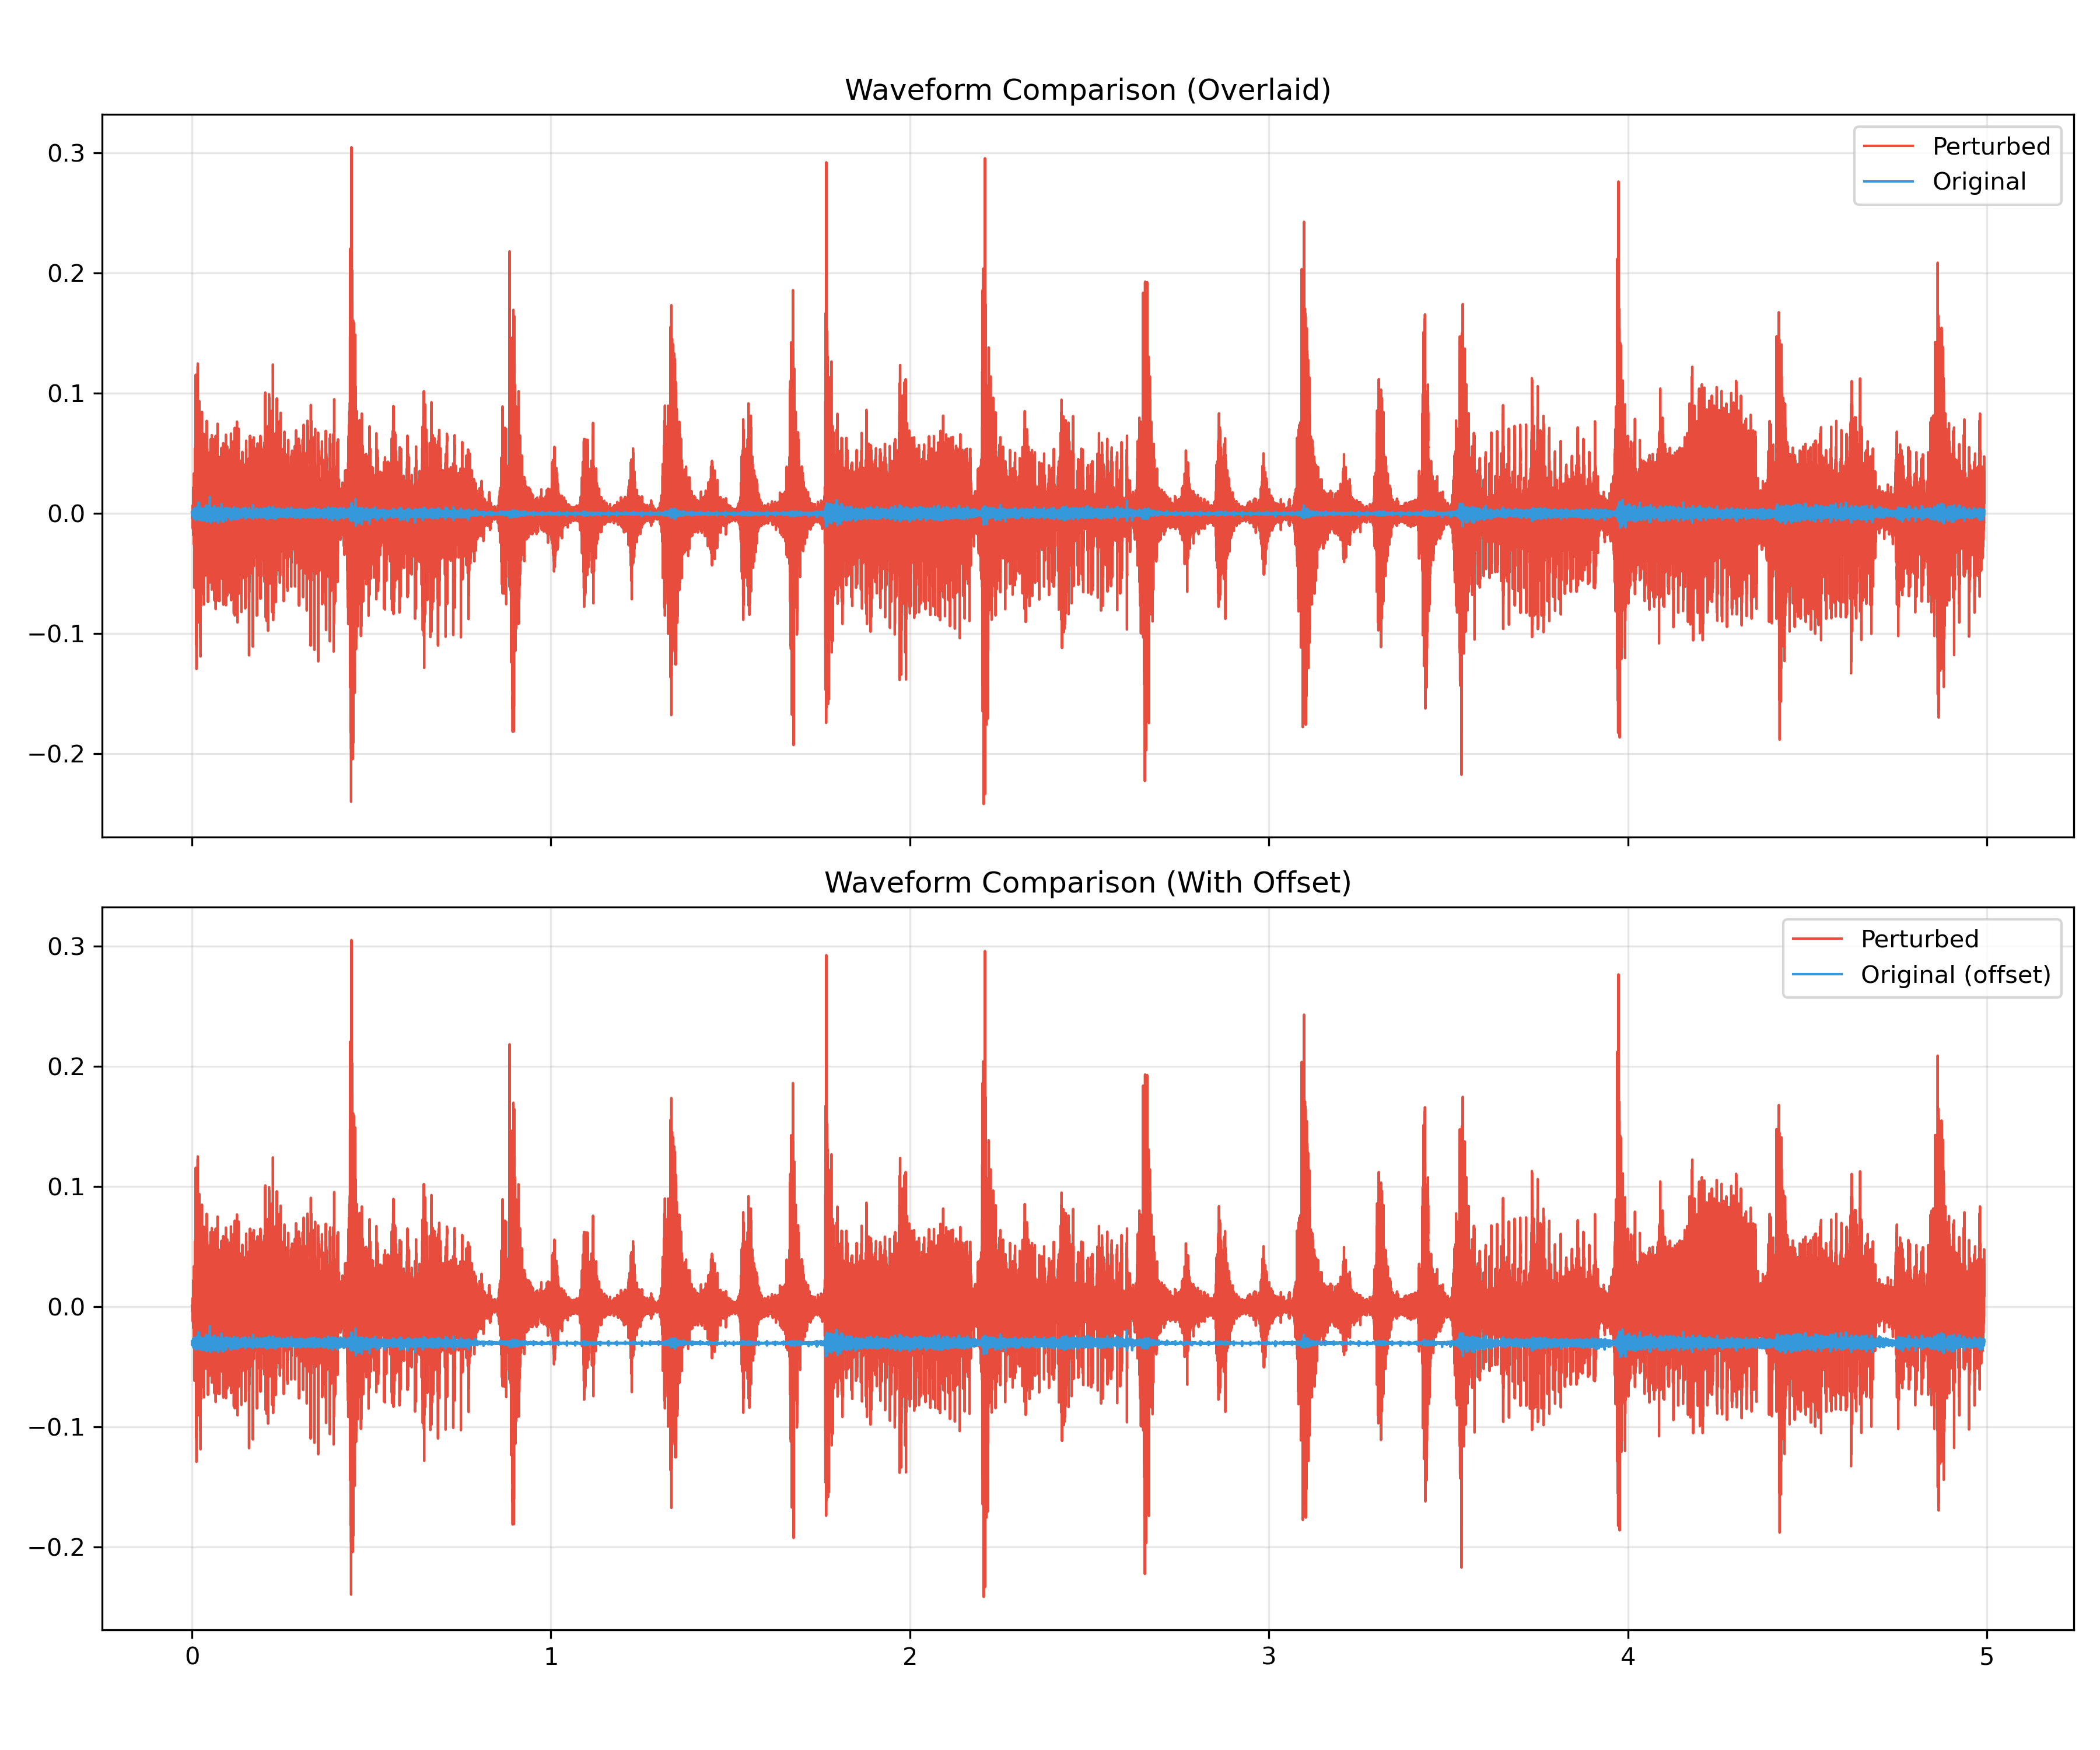 Waveform Comparison (Overlaid)
Perturbed
Original
0.3
0.2
0.1
0.0
−0.1
−0.2
Waveform Comparison (With Offset)
Perturbed
Original (offset)
0.3
0.2
0.1
0.0
−0.1
−0.2
0 1 2 3 4 5